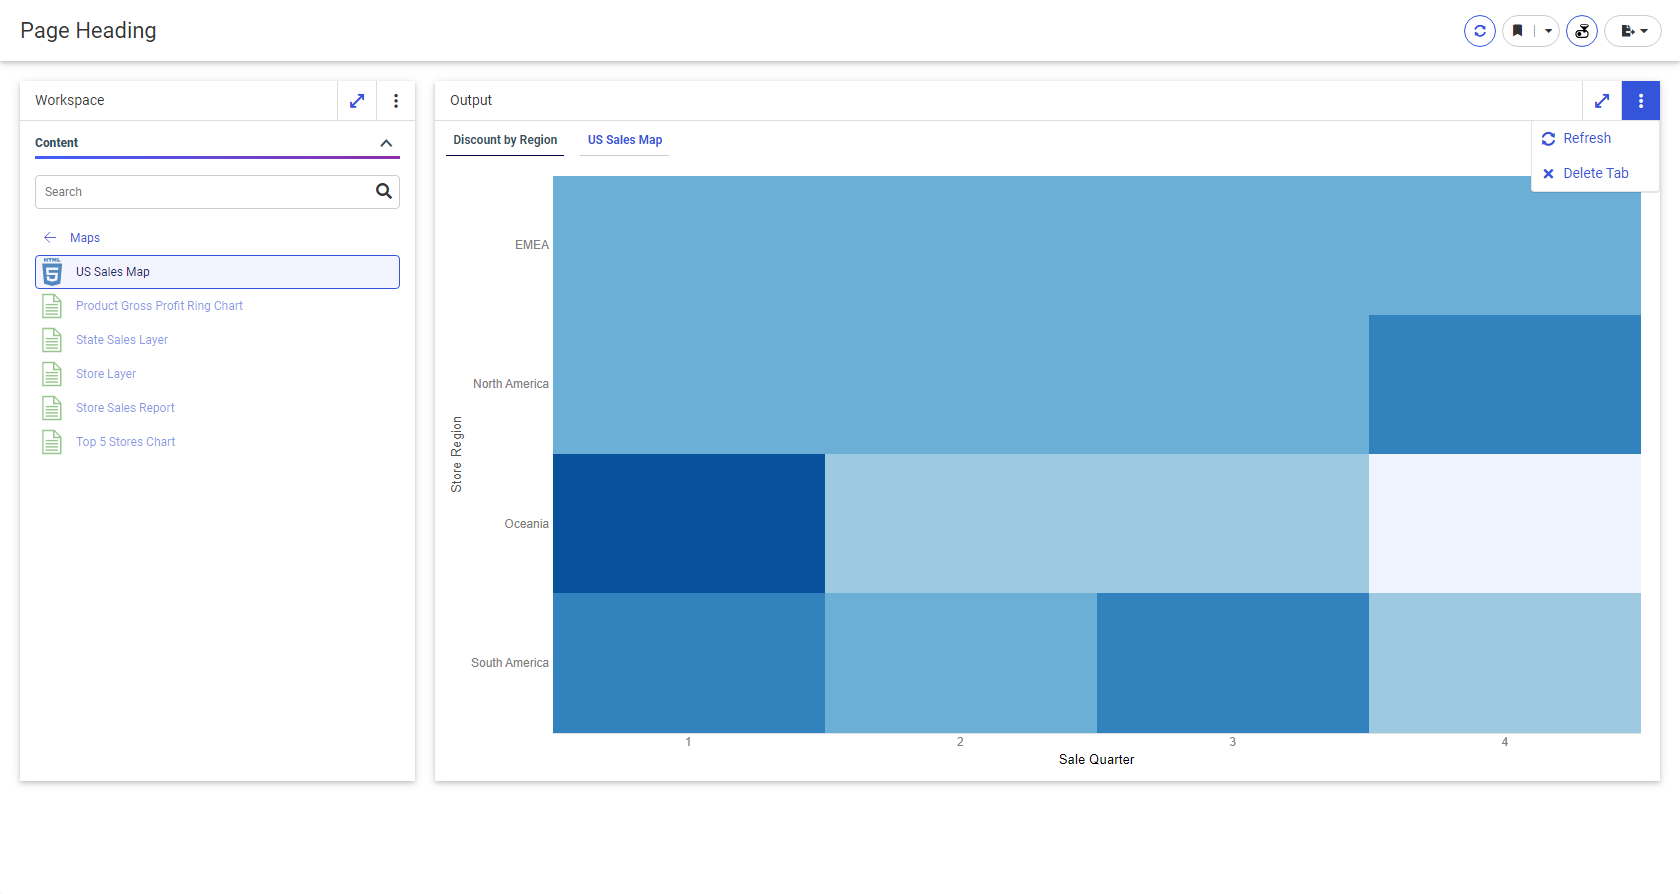 Page Heading
Workspace
Content
Search
Maps
HTML
5
US Sales Map
Product Gross Profit Ring Chart
State Sales Layer
Store Layer
Store Sales Report
Top 5 Stores Chart
Output
Refresh
Delete Tab
Discount by Region
US Sales Map
Store Region
EMEA
North America
Oceania
South America
1 2 3 4
Sale Quarter